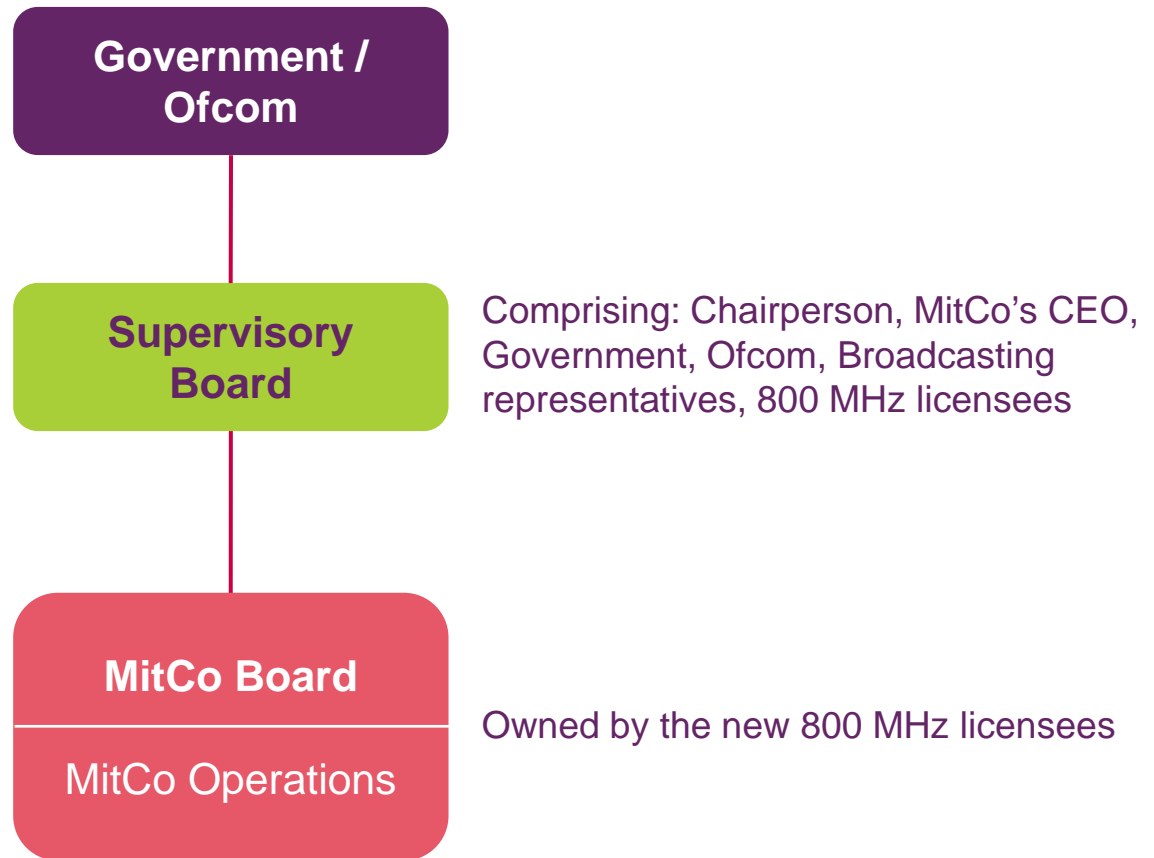 Government /
Ofcom
Supervisory
Board
Comprising: Chairperson, MitCo’s CEO,
Government, Ofcom, Broadcasting
representatives, 800 MHz licensees
MitCo Board
MitCo Operations
Owned by the new 800 MHz licensees